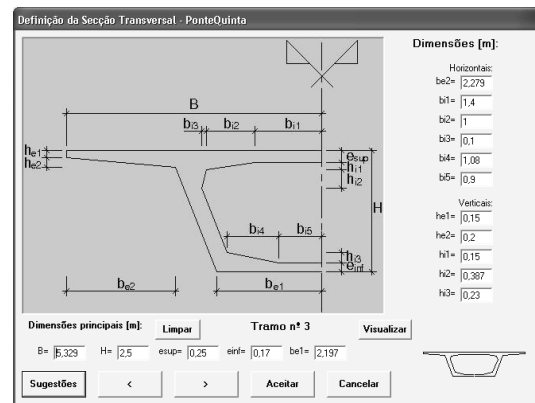 Definição da Secção Transversal - PonteQuinta
Dimensões [m]:
Horizontais:
be2= 2,279
bi1= 1,4
bi2= 1
bi3= 0,1
bi4= 1,08
bi5= 0,9
Verticais:
he1= 0,15
he2= 0,2
hi1= 0,15
hi2= 0,387
hi3= 0,23
B
bi3 bi2 bi1
he1
he2
esup
hi1
hi2
H
bi4 bi5
hi3
einf
be2 be1
Dimensões principais [m]: Limpar Tramo nº 3 Visualizar
B= 5,329 H= 2,5 esup= 0,25 einf= 0,17 be1= 2,197
Sugestões < > Aceitar Cancelar